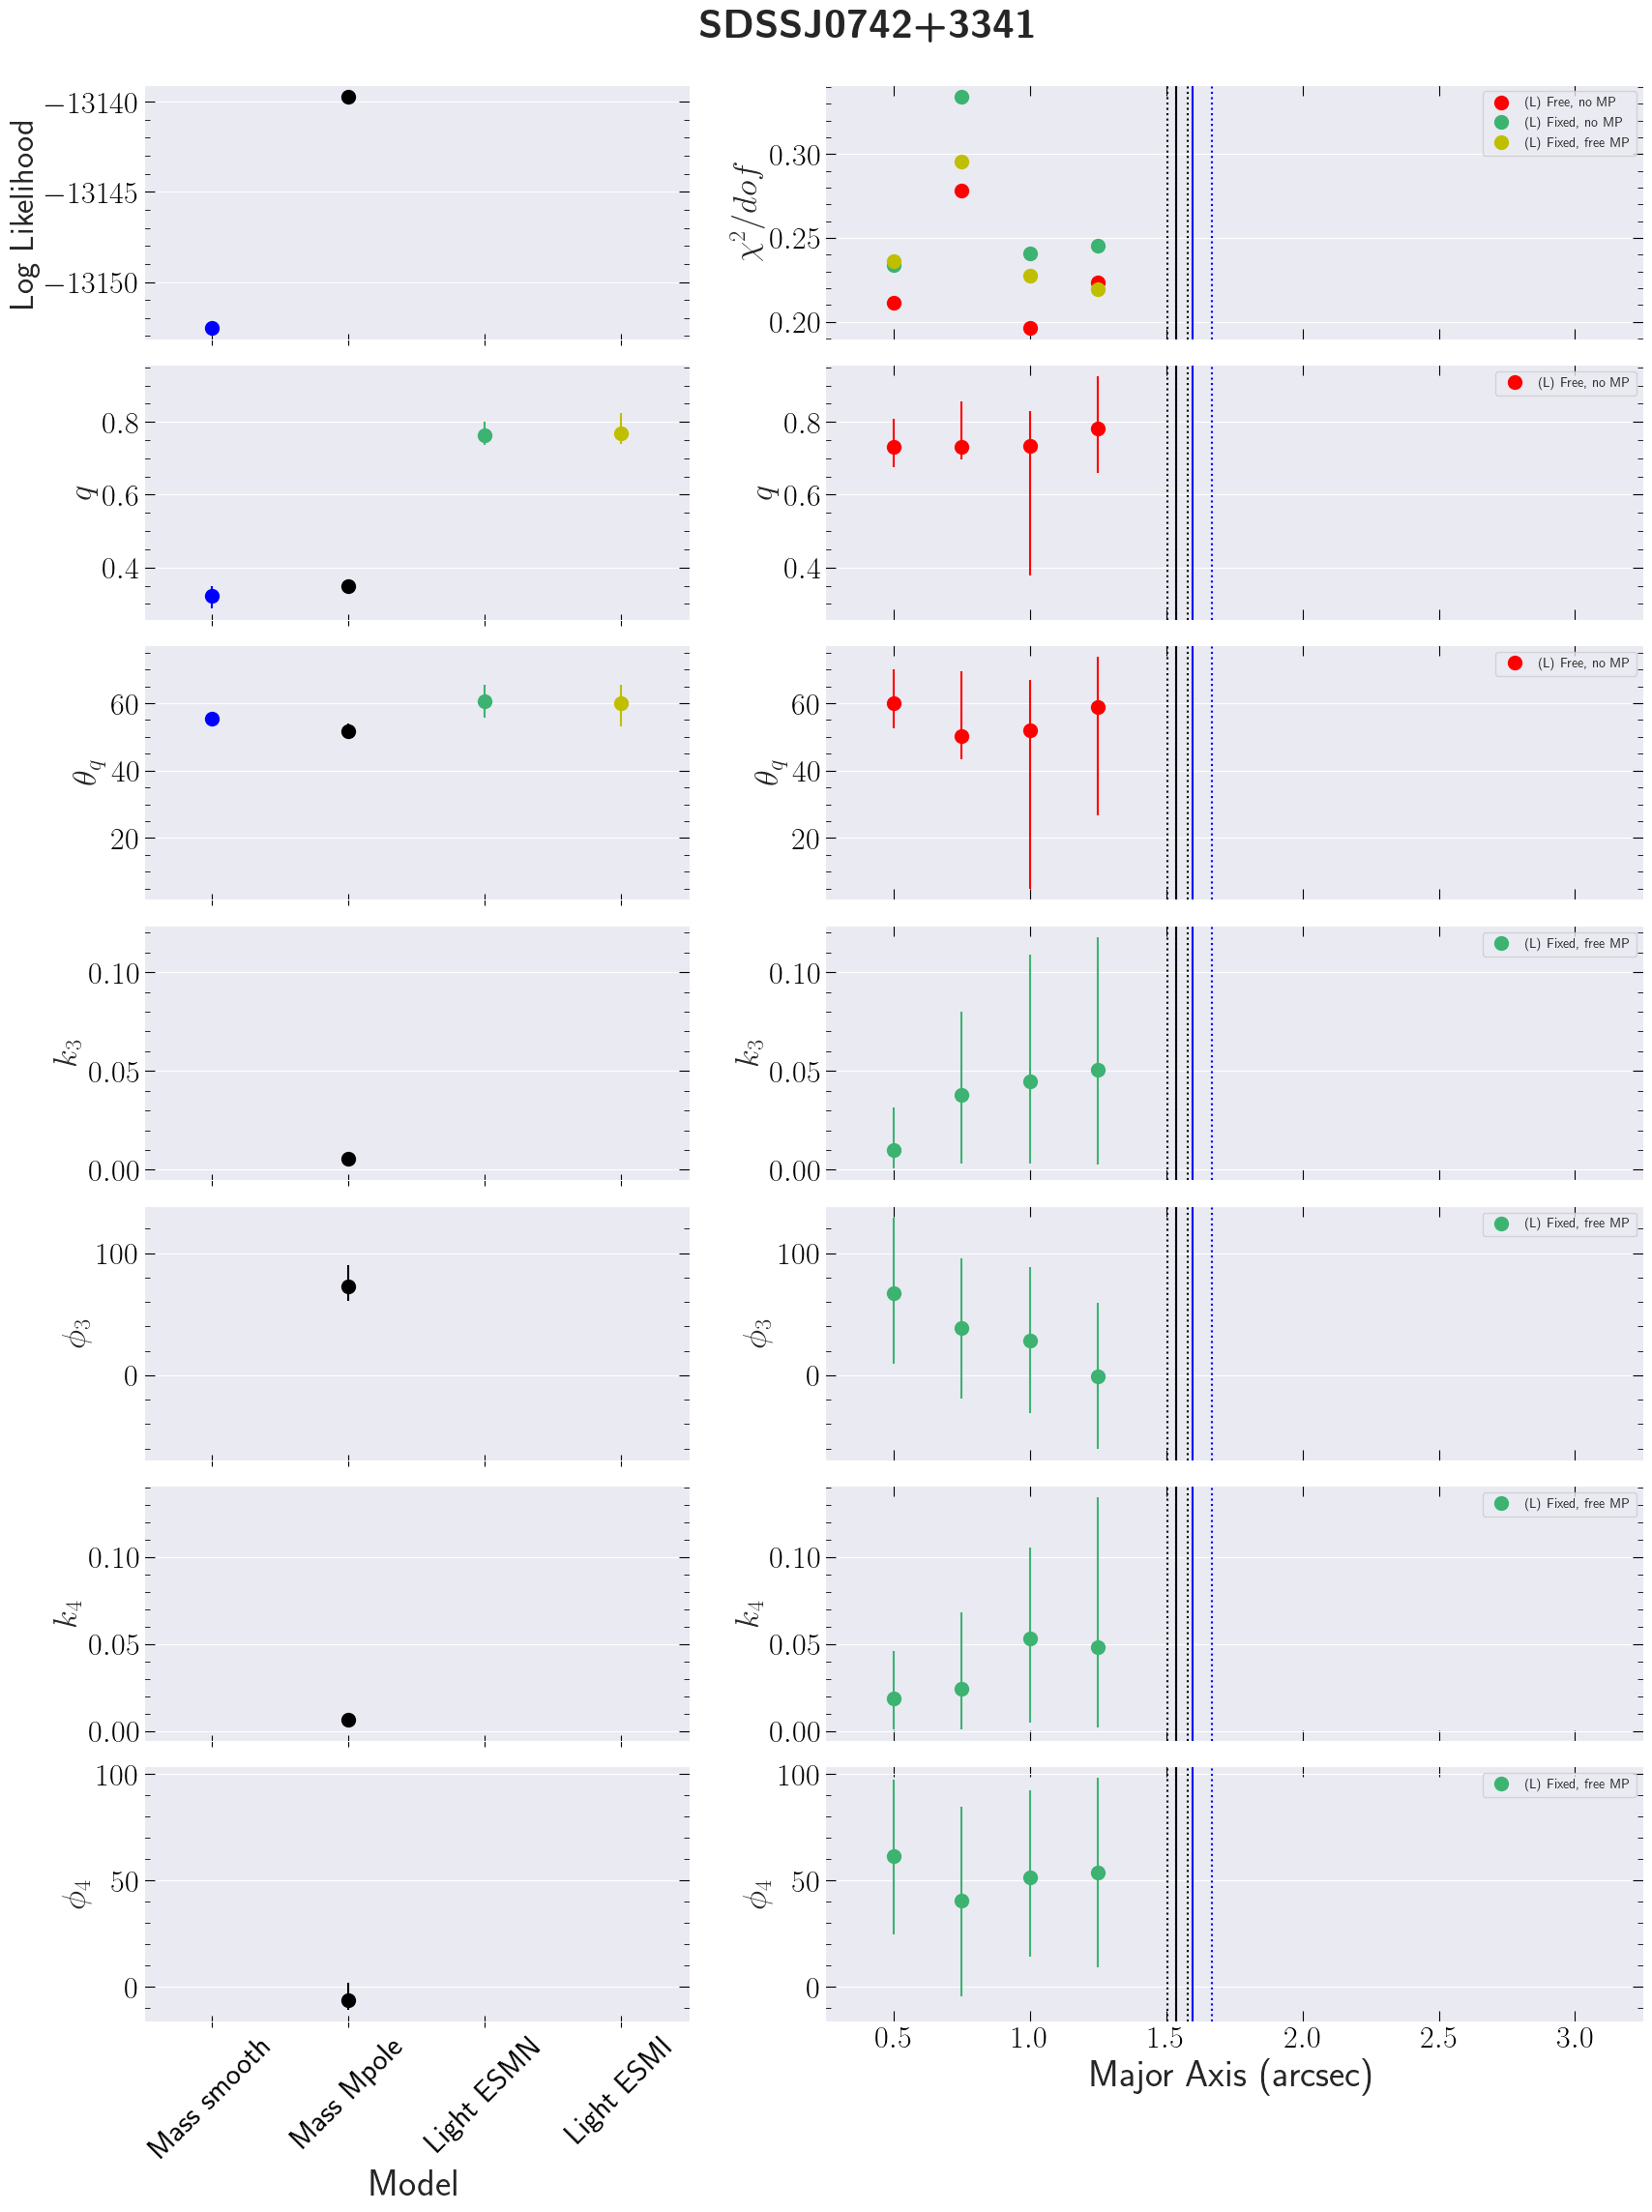 SDSSJ0742+3341
Log Likelihood
−13140
−13145
−13150
χ²/dof
0.30
0.25
0.20
(L) Free, no MP
(L) Fixed, no MP
(L) Fixed, free MP
q
0.8
0.6
0.4
q
0.8
0.6
0.4
(L) Free, no MP
θq
60
40
20
θq
60
40
20
(L) Free, no MP
k3
0.10
0.05
0.00
k3
0.10
0.05
0.00
(L) Fixed, free MP
ϕ3
100
0
ϕ3
100
0
(L) Fixed, free MP
k4
0.10
0.05
0.00
k4
0.10
0.05
0.00
(L) Fixed, free MP
ϕ4
100
50
0
ϕ4
100
50
0
(L) Fixed, free MP
Mass smooth
Mass Mpole
Light ESMN
Light ESMI
Model
0.5 1.0 1.5 2.0 2.5 3.0
Major Axis (arcsec)